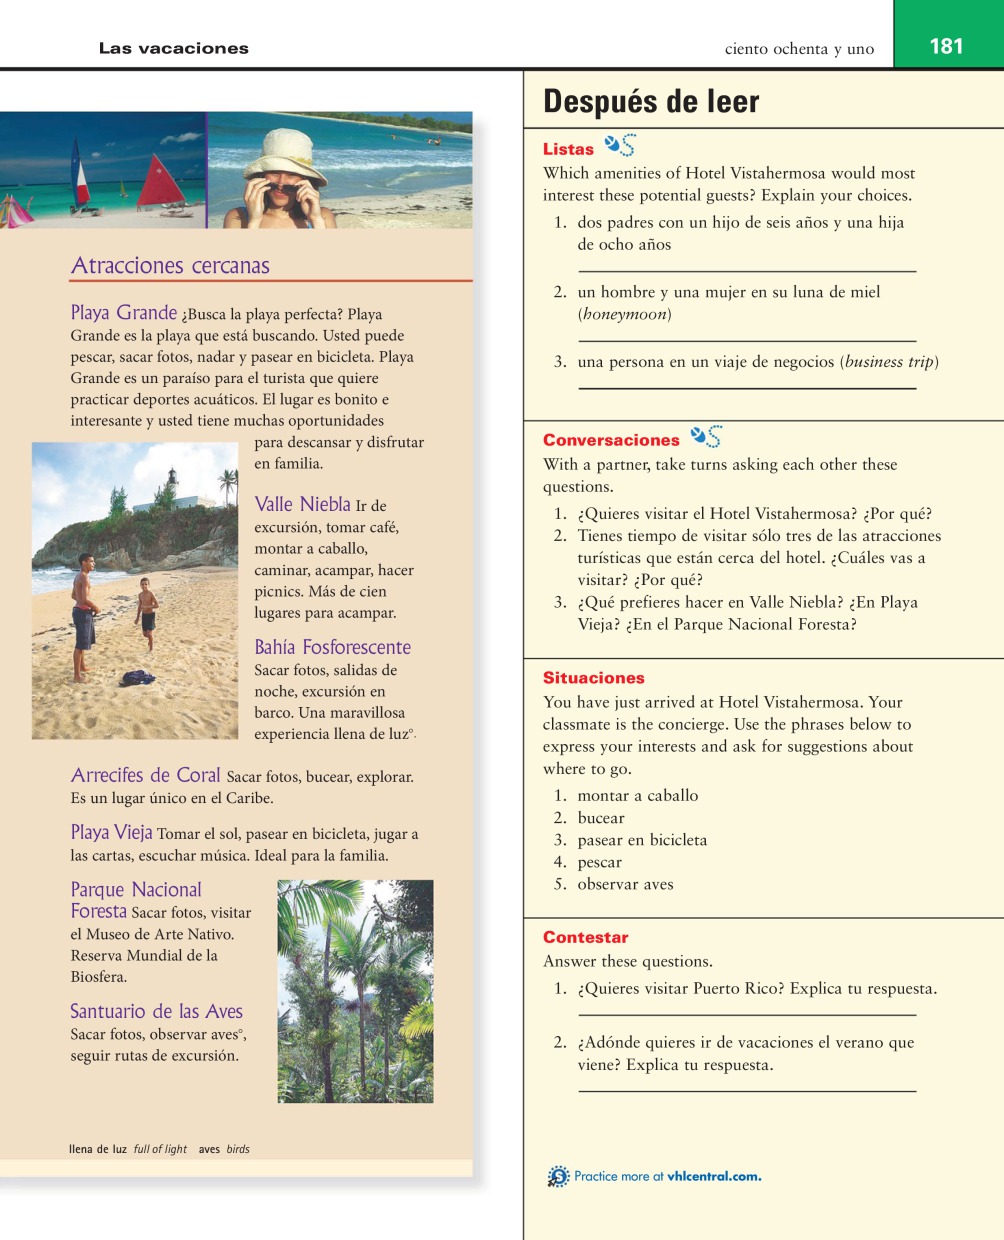 Las vacaciones
ciento ochenta y uno
181
Atracciones cercanas
Playa Grande ¿Busca la playa perfecta? Playa
Grande es la playa que está buscando. Usted puede
pescar, sacar fotos, nadar y pasear en bicicleta. Playa
Grande es un paraíso para el turista que quiere
practicar deportes acuáticos. El lugar es bonito e
interesante y usted tiene muchas oportunidades
para descansar y disfrutar
en familia.
Valle Niebla Ir de
excursión, tomar café,
montar a caballo,
caminar, acampar, hacer
picnics. Más de cien
lugares para acampar.
Bahía Fosforescente
Sacar fotos, salidas de
noche, excursión en
barco. Una maravillosa
experiencia llena de luz°.
Arrecifes de Coral Sacar fotos, bucear, explorar.
Es un lugar único en el Caribe.
Playa Vieja Tomar el sol, pasear en bicicleta, jugar a
las cartas, escuchar música. Ideal para la familia.
Parque Nacional
Foresta Sacar fotos, visitar
el Museo de Arte Nativo.
Reserva Mundial de la
Biosfera.
Santuario de las Aves
Sacar fotos, observar aves°,
seguir rutas de excursión.
llena de luz full of light aves birds
Después de leer
Listas
Which amenities of Hotel Vistahermosa would most
interest these potential guests? Explain your choices.
1. dos padres con un hijo de seis años y una hija
de ocho años
2. un hombre y una mujer en su luna de miel
(honeymoon)
3. una persona en un viaje de negocios (business trip)
Conversaciones
With a partner, take turns asking each other these
questions.
1. ¿Quieres visitar el Hotel Vistahermosa? ¿Por qué?
2. Tienes tiempo de visitar sólo tres de las atracciones
turísticas que están cerca del hotel. ¿Cuáles vas a
visitar? ¿Por qué?
3. ¿Qué prefieres hacer en Valle Niebla? ¿En Playa
Vieja? ¿En el Parque Nacional Foresta?
Situaciones
You have just arrived at Hotel Vistahermosa. Your
classmate is the concierge. Use the phrases below to
express your interests and ask for suggestions about
where to go.
1. montar a caballo
2. bucear
3. pasear en bicicleta
4. pescar
5. observar aves
Contestar
Answer these questions.
1. ¿Quieres visitar Puerto Rico? Explica tu respuesta.
2. ¿Adónde quieres ir de vacaciones el verano que
viene? Explica tu respuesta.
Practice more at vhlcentral.com.